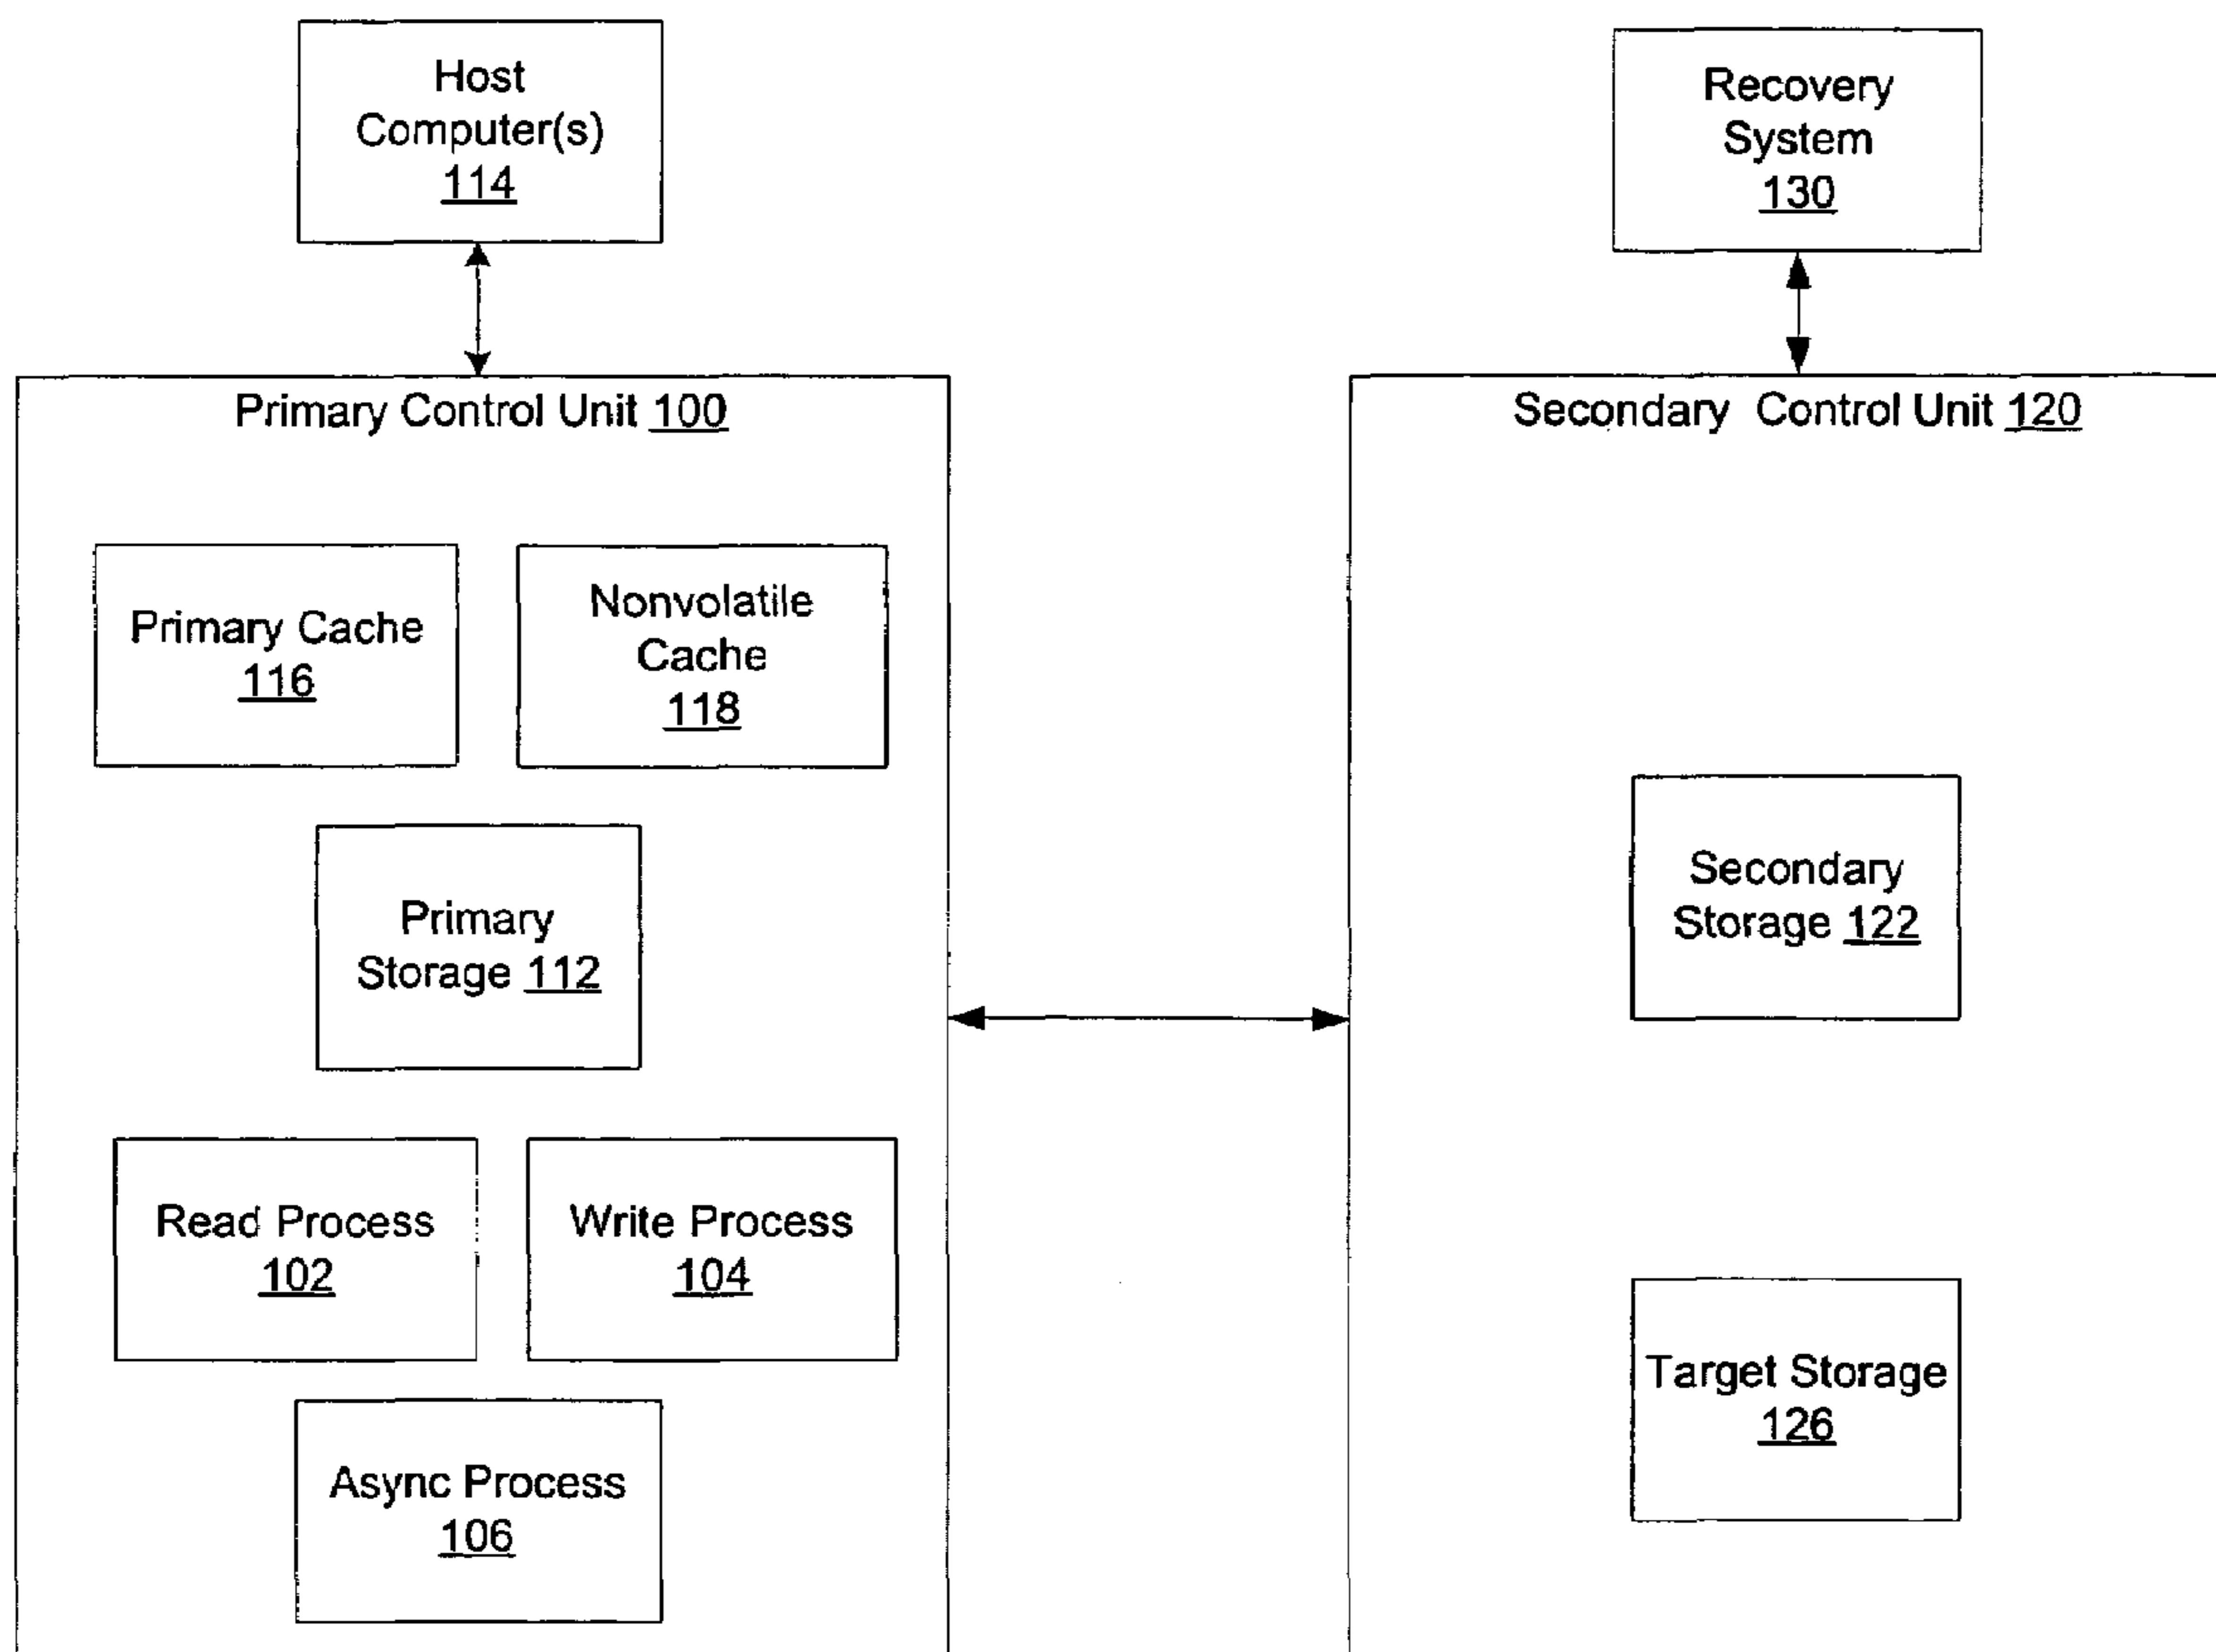 Host
Computer(s)
114
Recovery
System
130
Primary Control Unit 100
Secondary Control Unit 120
Primary Cache
116
Nonvolatile
Cache
118
Primary
Storage 112
Secondary
Storage 122
Read Process
102
Write Process
104
Async Process
106
Target Storage
126